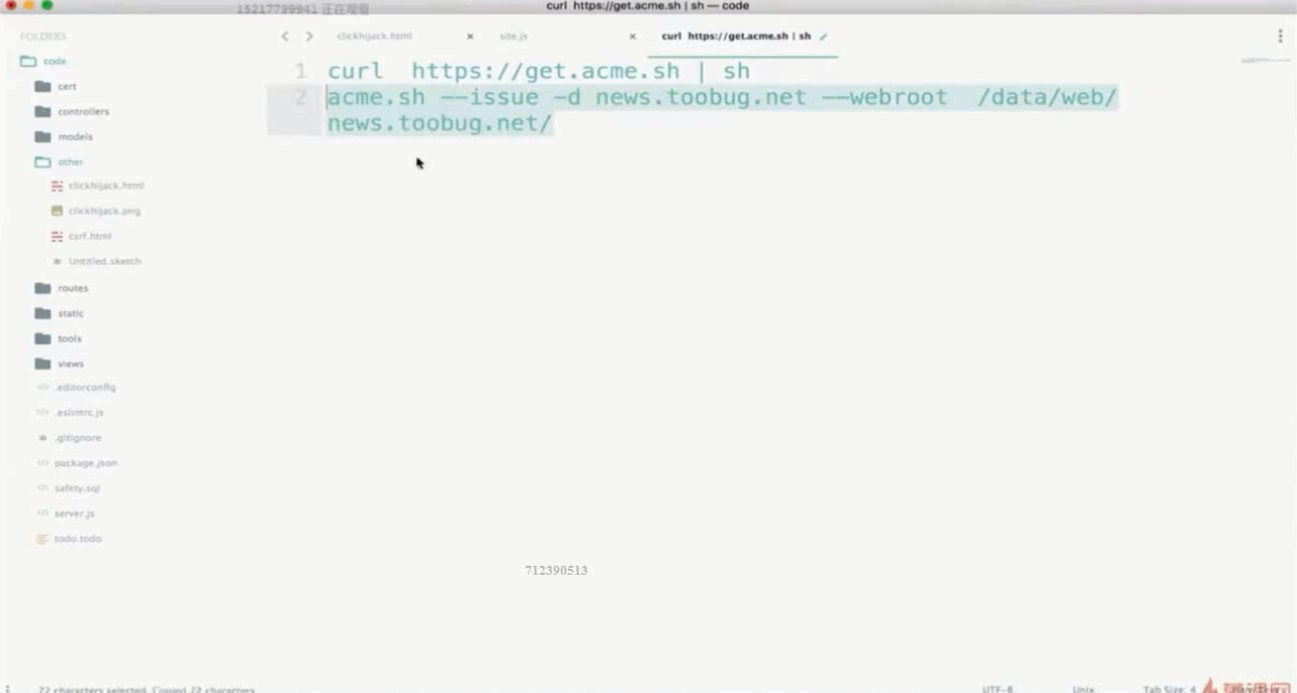 curl https://get.acme.sh | sh — code
15217799941 正在观看
FOLDERS
code
cert
controllers
models
other
clickhijack.html
clickhijack.png
csrf.html
Untitled.sketch
routes
static
tools
views
.editorconfig
.eslintrc.js
.gitignore
package.json
safety.sql
server.js
todo.todo
clickhijack.html
site.js
curl https://get.acme.sh | sh
1 curl https://get.acme.sh | sh
2 acme.sh --issue -d news.toobug.net --webroot /data/web/
news.toobug.net/
712390513
72 characters selected, Copied 72 characters
UTF-8
Unix
Tab Size: 4